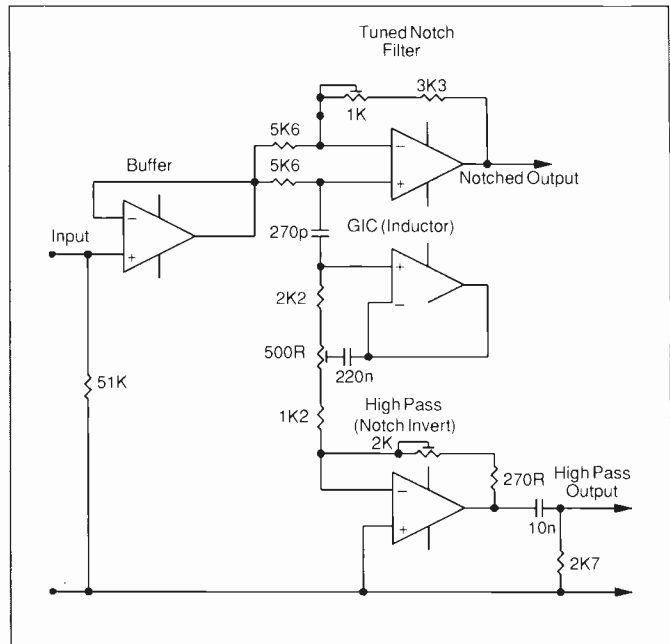 Tuned Notch
Filter
3K3
1K
5K6
Buffer
5K6
Notched Output
Input
270p
GIC (Inductor)
2K2
500R
220n
51K
1K2
High Pass
(Notch Invert)
2K
270R
High Pass
Output
10n
2K7